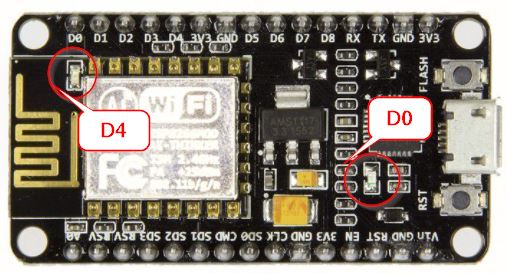 D0 D1 D2 D3 D4 3V3 GND D5 D6 D7 D8 RX TX GND 3V3
FLASH
D4
D0
WiFi
AMS1117
3.3 1552
FC
RST
A0 RSV RSV SD3 SD2 SD1 CMD SD0 CLK GND 3V3 EN RST GND Vin